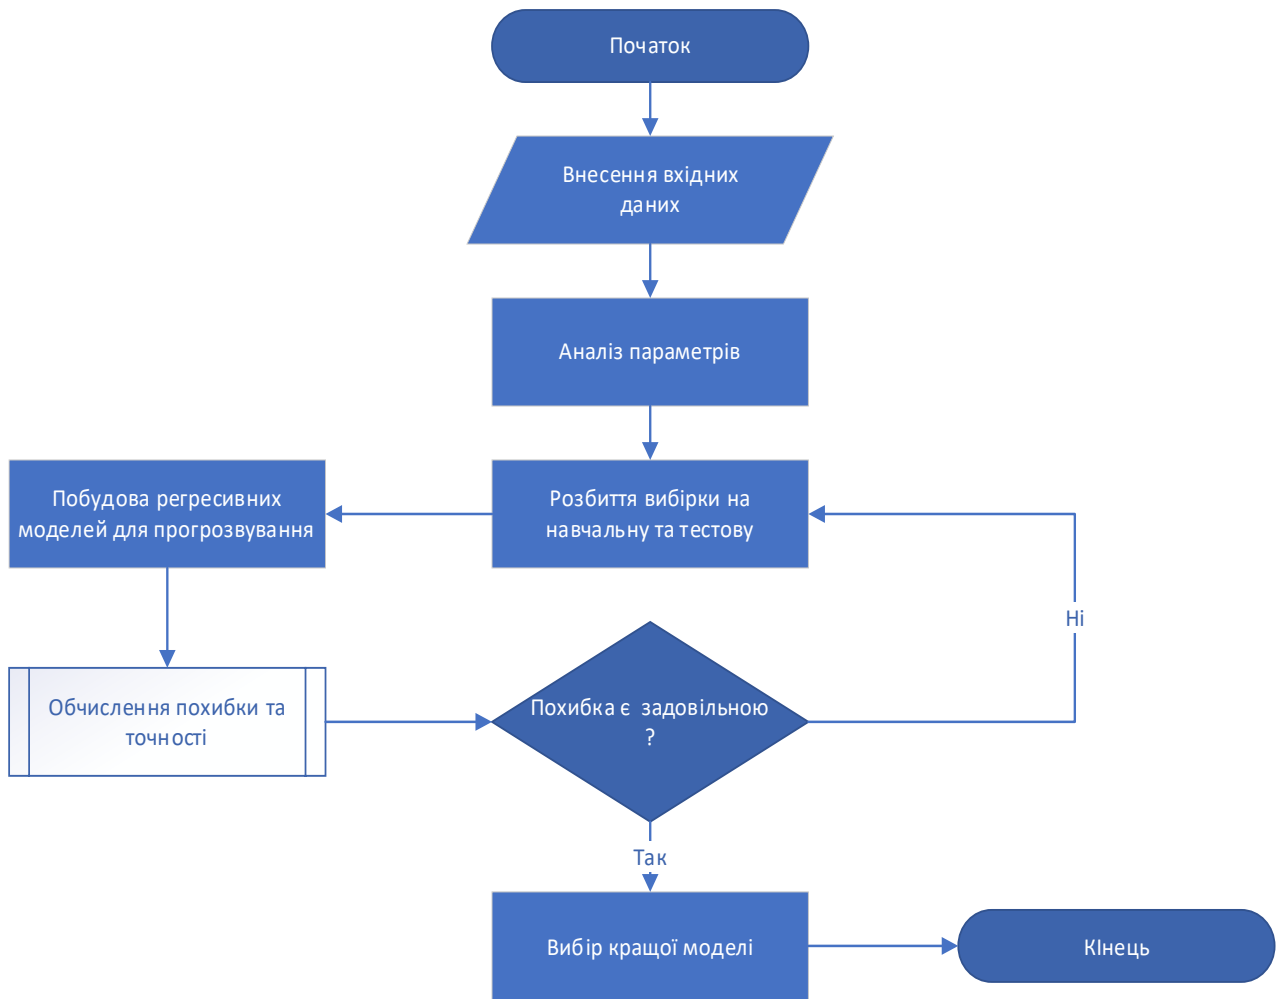 Початок
Внесення вхідних
даних
Аналіз параметрів
Побудова регресивних
моделей для прогрозвування
Розбиття вибірки на
навчальну та тестову
Ні
Обчислення похибки та
точності
Похибка є  задовільною
?
Так
Вибір кращої моделі
КІнець